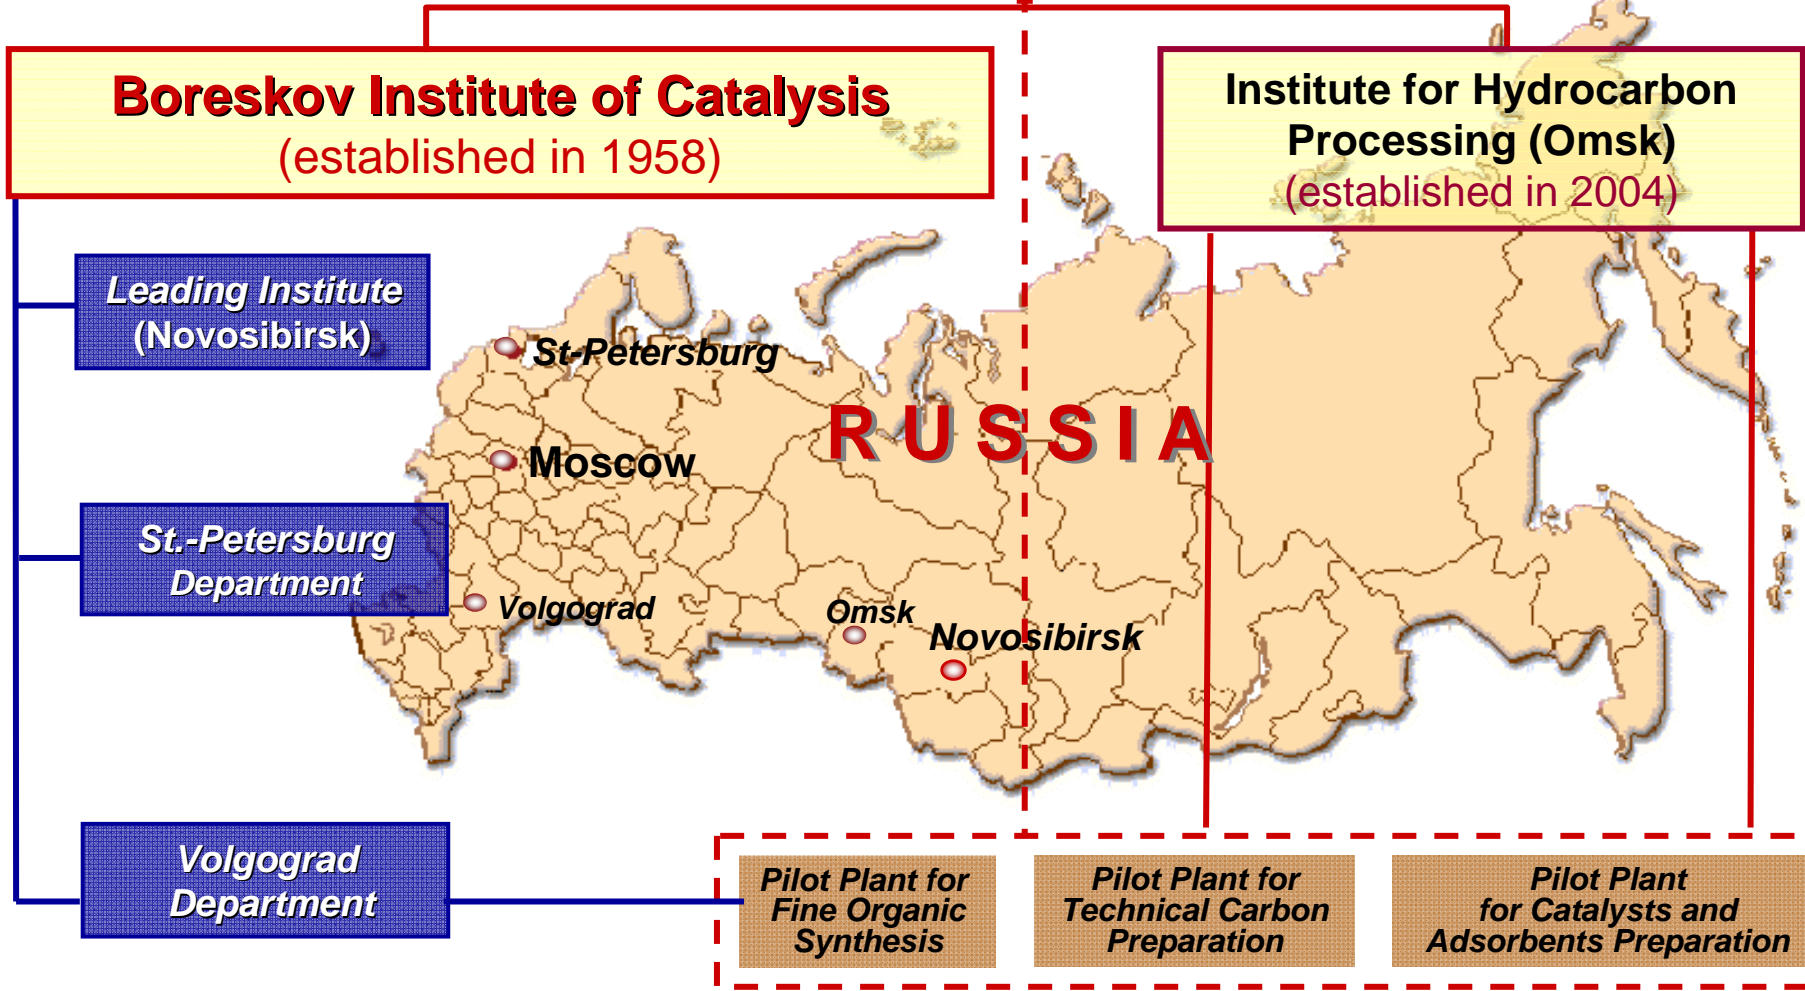 Boreskov Institute of Catalysis
(established in 1958)
Institute for Hydrocarbon
Processing (Omsk)
(established in 2004)
Leading Institute
(Novosibirsk)
St-Petersburg
RUSSIA
Moscow
St.-Petersburg
Department
Volgograd
Omsk
Novosibirsk
Volgograd
Department
Pilot Plant for
Fine Organic
Synthesis
Pilot Plant for
Technical Carbon
Preparation
Pilot Plant
for Catalysts and
Adsorbents Preparation